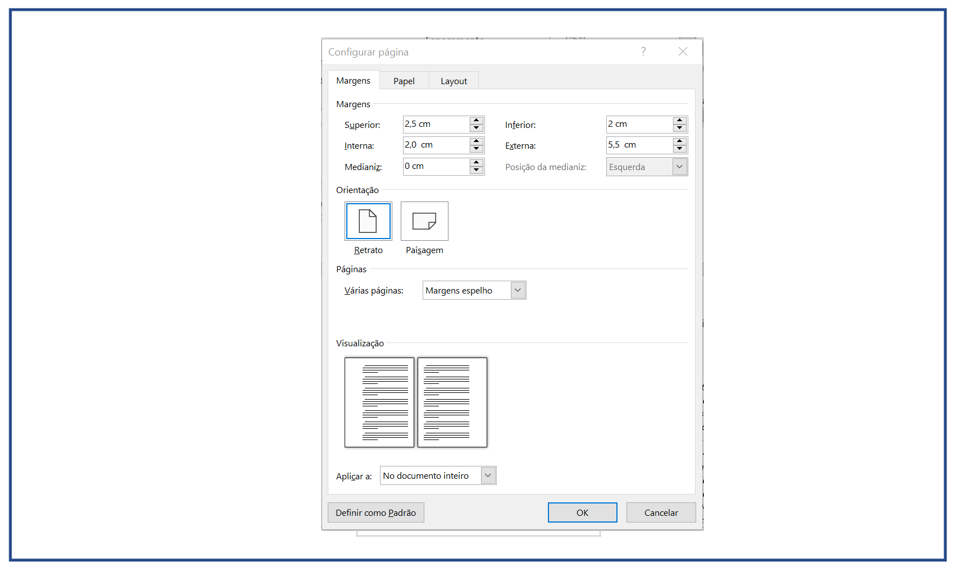 Configurar página ?
Margens Papel Layout
Margens
Superior: 2,5 cm Inferior: 2 cm
Interna: 2,0 cm Externa: 5,5 cm
Medianiz: 0 cm Posição da medianiz: Esquerda
Orientação
Retrato Paisagem
Páginas
Várias páginas: Margens espelho
Visualização
Aplicar a: No documento inteiro
Definir como Padrão OK Cancelar